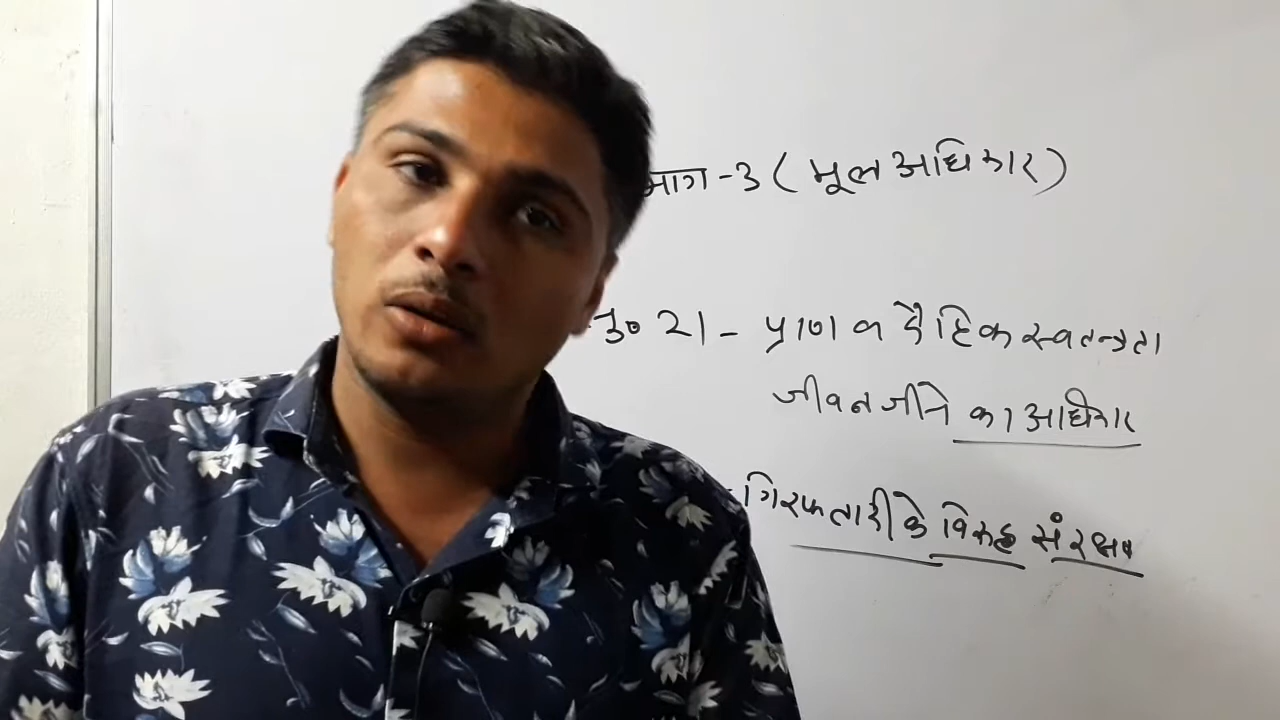 भाग -3 ( मूल अधिकार )
अनु० 21 - प्राण व दैहिक स्वतन्त्रता
जीवन जीने का अधिकार
- गिरफ्तारी के विरूद्ध संरक्षण